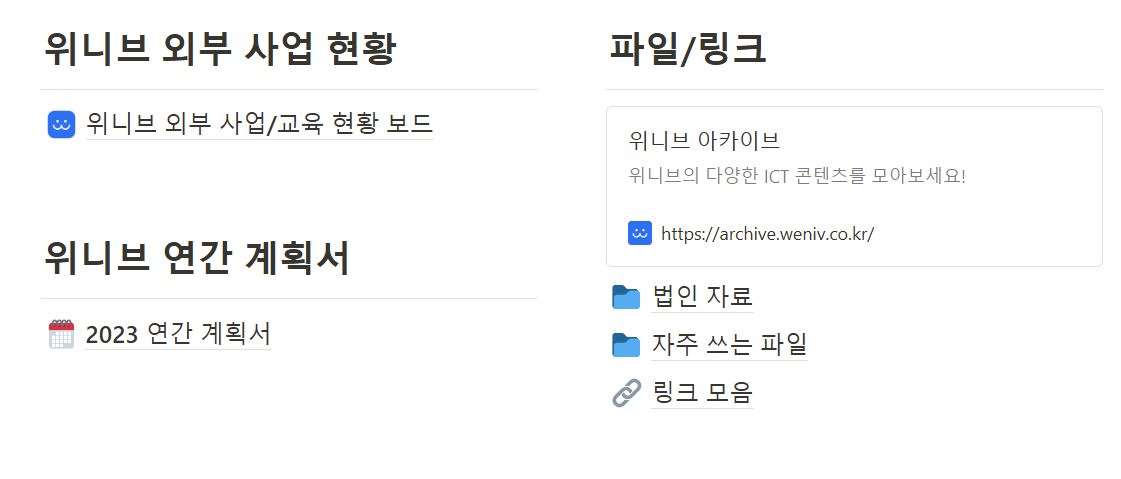 위니브 외부 사업 현황
위니브 외부 사업/교육 현황 보드
위니브 연간 계획서
2023 연간 계획서
파일/링크
위니브 아카이브
위니브의 다양한 ICT 콘텐츠를 모아보세요!
https://archive.weniv.co.kr/
법인 자료
자주 쓰는 파일
링크 모음